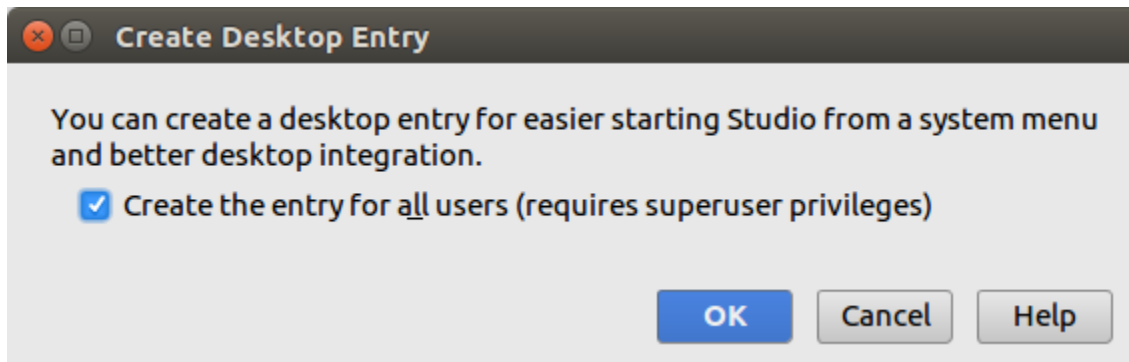 Create Desktop Entry
You can create a desktop entry for easier starting Studio from a system menu
and better desktop integration.
Create the entry for all users (requires superuser privileges)
OK Cancel Help